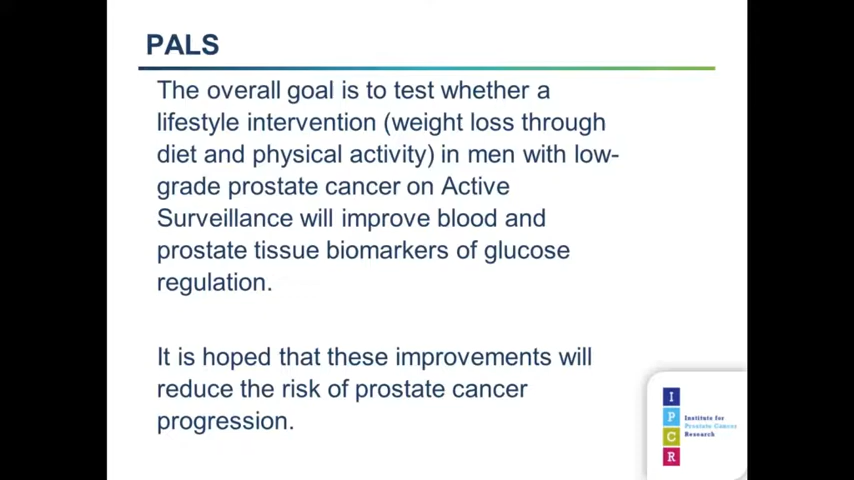 PALS
The overall goal is to test whether a
lifestyle intervention (weight loss through
diet and physical activity) in men with low-
grade prostate cancer on Active
Surveillance will improve blood and
prostate tissue biomarkers of glucose
regulation.
It is hoped that these improvements will
reduce the risk of prostate cancer
progression.
I
P
C
R
Institute for
Prostate Cancer
Research